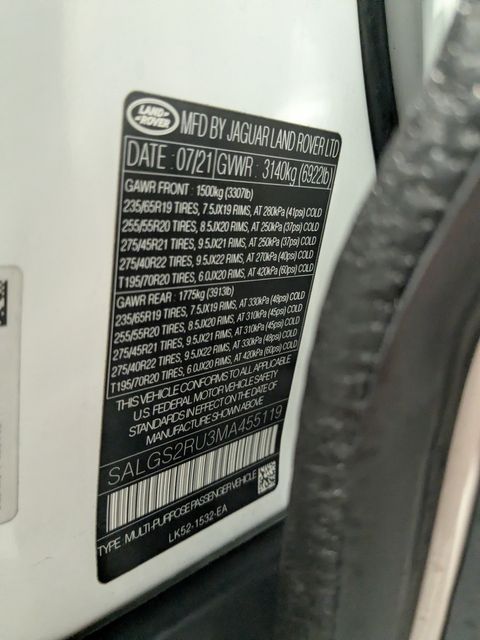 LAND ROVER
MFD BY JAGUAR LAND ROVER LTD
DATE : 07/21 GVWR : 3140kg (6922lb)
GAWR FRONT : 1500kg (3307lb)
235/65R19 TIRES, 7.5JX19 RIMS, AT 280kPa (41psi) COLD
255/55R20 TIRES, 8.5JX20 RIMS, AT 250kPa (37psi) COLD
275/45R21 TIRES, 9.5JX21 RIMS, AT 250kPa (37psi) COLD
275/40R22 TIRES, 9.5JX22 RIMS, AT 270kPa (40psi) COLD
T195/70R20 TIRES, 6.0JX20 RIMS, AT 420kPa (60psi) COLD
GAWR REAR : 1775kg (3913lb)
235/65R19 TIRES, 7.5JX19 RIMS, AT 330kPa (48psi) COLD
255/55R20 TIRES, 8.5JX20 RIMS, AT 310kPa (45psi) COLD
275/45R21 TIRES, 9.5JX21 RIMS, AT 310kPa (45psi) COLD
275/40R22 TIRES, 9.5JX22 RIMS, AT 330kPa (48psi) COLD
T195/70R20 TIRES, 6.0JX20 RIMS, AT 420kPa (60psi) COLD
THIS VEHICLE CONFORMS TO ALL APPLICABLE
U.S. FEDERAL MOTOR VEHICLE SAFETY
STANDARDS IN EFFECT ON THE DATE OF
MANUFACTURE SHOWN ABOVE
SALGS2RU3MA455119
TYPE : MULTI-PURPOSE PASSENGER VEHICLE
LK52-1532-EA